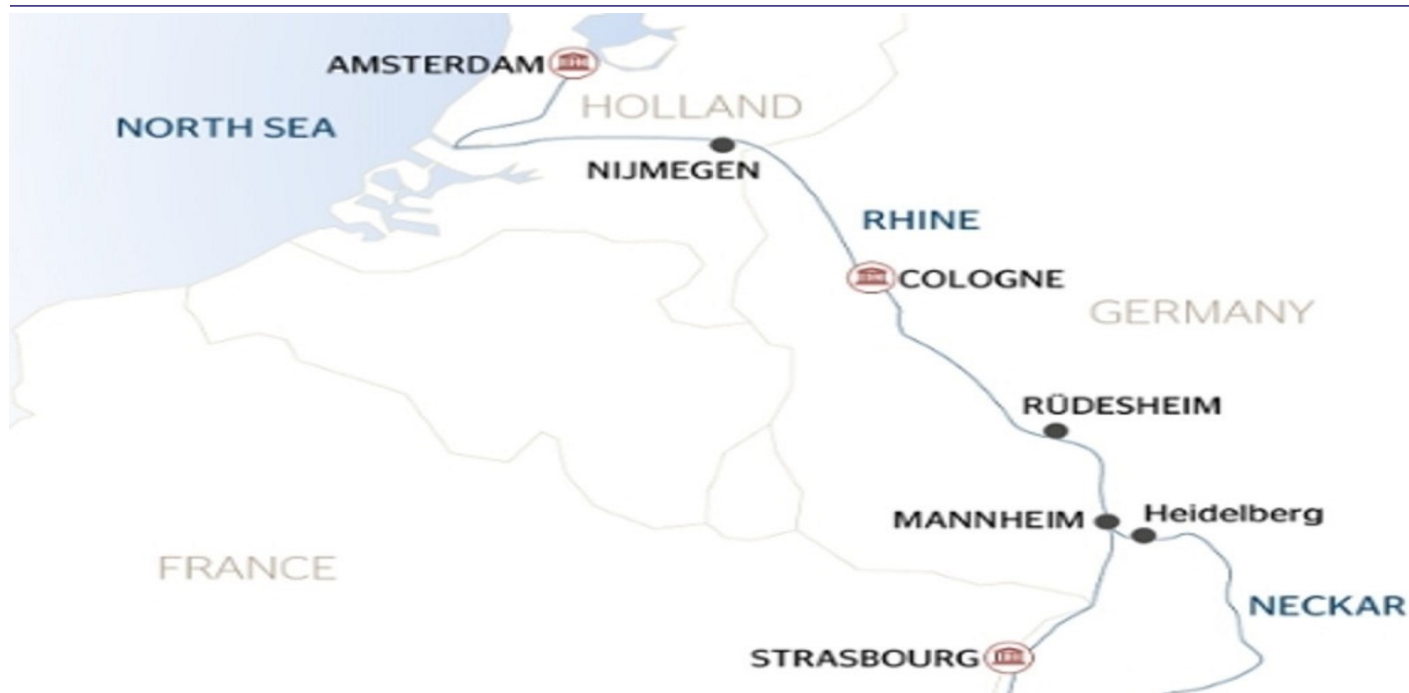 AMSTERDAM
HOLLAND
NORTH SEA
NIJMEGEN
RHINE
COLOGNE
GERMANY
RÜDESHEIM
Heidelberg
MANNHEIM
FRANCE
NECKAR
STRASBOURG